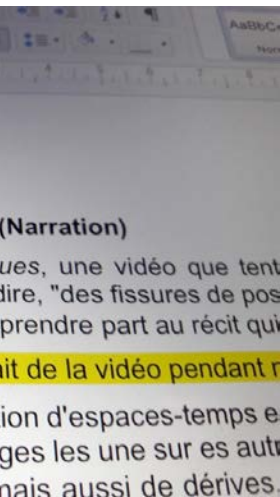 AaBbCc
(Narration)
ues, une vidéo que tent
dire, "des fissures de pos
prendre part au récit qui
it de la vidéo pendant
ion d'espaces-temps e
ges les une sur es autr
mais aussi de dérives,